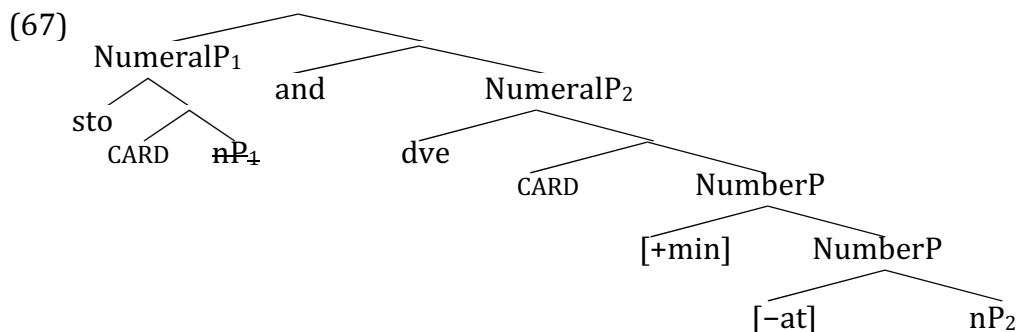 (67)
NumeralP₁
and
NumeralP₂
sto
CARD
nP₁
dve
CARD
NumberP
[+min]
NumberP
[−at]
nP₂